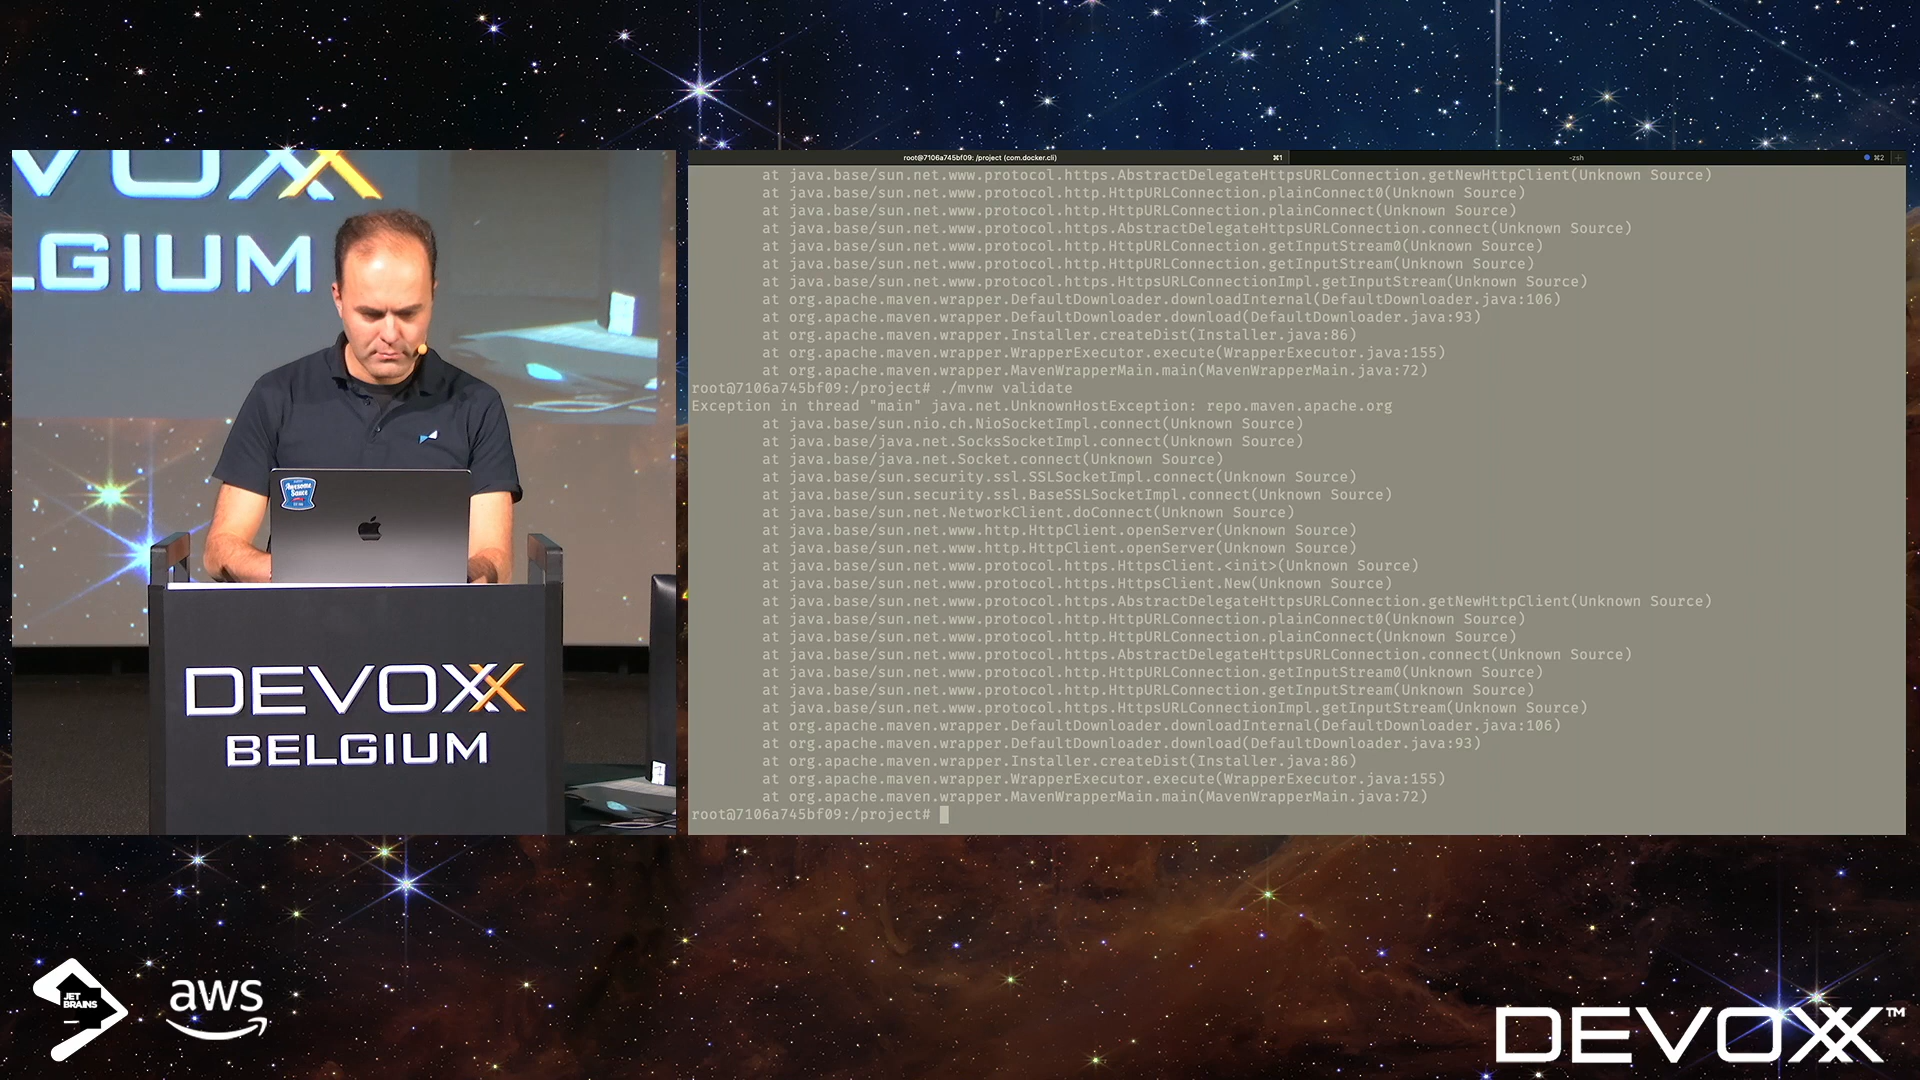 VOXX
LGIUM
Awesome
Sauce
DEVOXX
BELGIUM
root@7106a745bf09: /project (com.docker.cli)
⌘1
-zsh
⌘2
at java.base/sun.net.www.protocol.https.AbstractDelegateHttpsURLConnection.getNewHttpClient(Unknown Source)
at java.base/sun.net.www.protocol.http.HttpURLConnection.plainConnect0(Unknown Source)
at java.base/sun.net.www.protocol.http.HttpURLConnection.plainConnect(Unknown Source)
at java.base/sun.net.www.protocol.https.AbstractDelegateHttpsURLConnection.connect(Unknown Source)
at java.base/sun.net.www.protocol.http.HttpURLConnection.getInputStream0(Unknown Source)
at java.base/sun.net.www.protocol.http.HttpURLConnection.getInputStream(Unknown Source)
at java.base/sun.net.www.protocol.https.HttpsURLConnectionImpl.getInputStream(Unknown Source)
at org.apache.maven.wrapper.DefaultDownloader.downloadInternal(DefaultDownloader.java:106)
at org.apache.maven.wrapper.DefaultDownloader.download(DefaultDownloader.java:93)
at org.apache.maven.wrapper.Installer.createDist(Installer.java:86)
at org.apache.maven.wrapper.WrapperExecutor.execute(WrapperExecutor.java:155)
at org.apache.maven.wrapper.MavenWrapperMain.main(MavenWrapperMain.java:72)
root@7106a745bf09:/project# ./mvnw validate
Exception in thread "main" java.net.UnknownHostException: repo.maven.apache.org
at java.base/sun.nio.ch.NioSocketImpl.connect(Unknown Source)
at java.base/java.net.SocksSocketImpl.connect(Unknown Source)
at java.base/java.net.Socket.connect(Unknown Source)
at java.base/sun.security.ssl.SSLSocketImpl.connect(Unknown Source)
at java.base/sun.security.ssl.BaseSSLSocketImpl.connect(Unknown Source)
at java.base/sun.net.NetworkClient.doConnect(Unknown Source)
at java.base/sun.net.www.http.HttpClient.openServer(Unknown Source)
at java.base/sun.net.www.http.HttpClient.openServer(Unknown Source)
at java.base/sun.net.www.protocol.https.HttpsClient.<init>(Unknown Source)
at java.base/sun.net.www.protocol.https.HttpsClient.New(Unknown Source)
at java.base/sun.net.www.protocol.https.AbstractDelegateHttpsURLConnection.getNewHttpClient(Unknown Source)
at java.base/sun.net.www.protocol.http.HttpURLConnection.plainConnect0(Unknown Source)
at java.base/sun.net.www.protocol.http.HttpURLConnection.plainConnect(Unknown Source)
at java.base/sun.net.www.protocol.https.AbstractDelegateHttpsURLConnection.connect(Unknown Source)
at java.base/sun.net.www.protocol.http.HttpURLConnection.getInputStream0(Unknown Source)
at java.base/sun.net.www.protocol.http.HttpURLConnection.getInputStream(Unknown Source)
at java.base/sun.net.www.protocol.https.HttpsURLConnectionImpl.getInputStream(Unknown Source)
at org.apache.maven.wrapper.DefaultDownloader.downloadInternal(DefaultDownloader.java:106)
at org.apache.maven.wrapper.DefaultDownloader.download(DefaultDownloader.java:93)
at org.apache.maven.wrapper.Installer.createDist(Installer.java:86)
at org.apache.maven.wrapper.WrapperExecutor.execute(WrapperExecutor.java:155)
at org.apache.maven.wrapper.MavenWrapperMain.main(MavenWrapperMain.java:72)
root@7106a745bf09:/project#
JET
BRAINS
aws
DEVOXX™